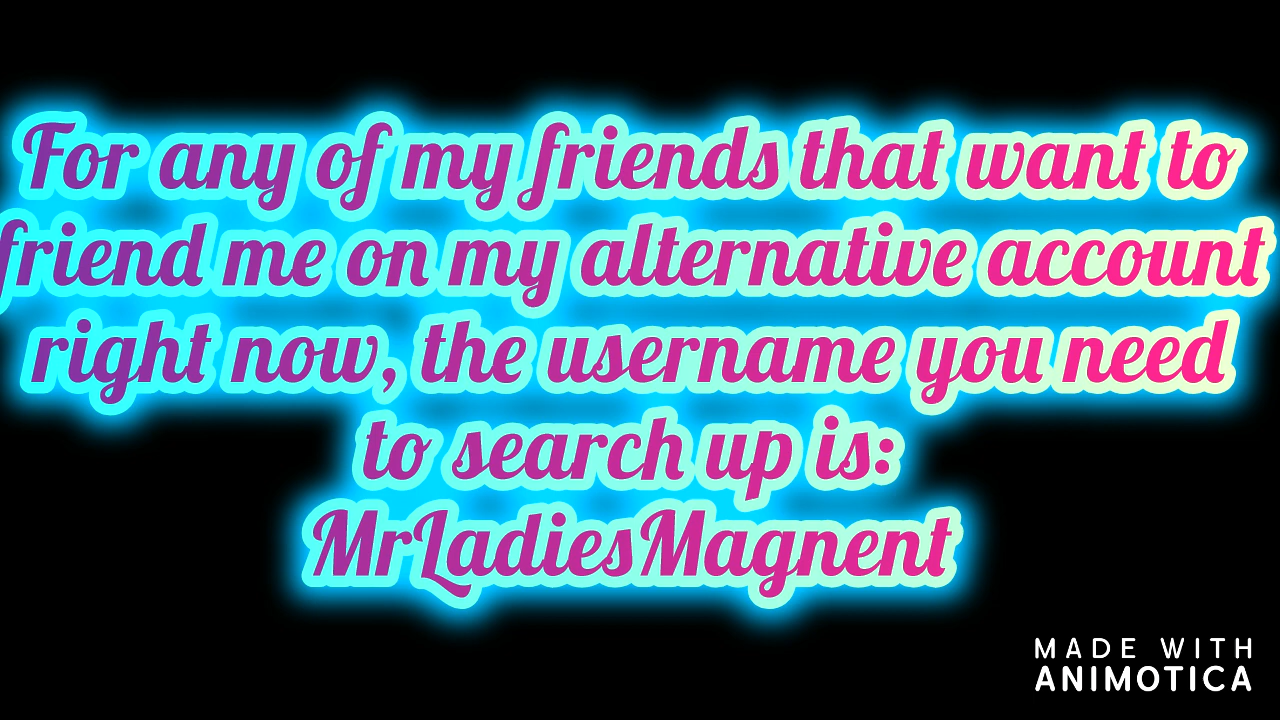 For any of my friends that want to
friend me on my alternative account
right now, the username you need
to search up is:
MrLadiesMagnent
MADE WITH
ANIMOTICA